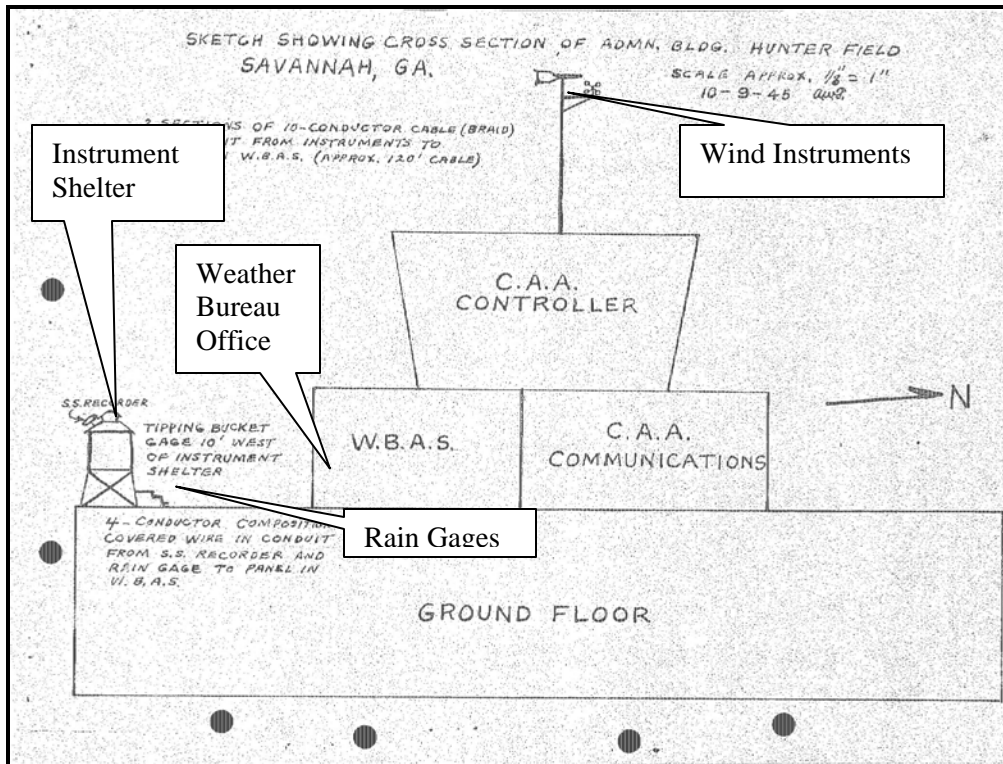 SKETCH SHOWING CROSS SECTION OF ADMN. BLDG. HUNTER FIELD
SAVANNAH, GA.
SCALE APPROX. 1/8" = 1"
10-9-45
SECTIONS OF 10-CONDUCTOR CABLE (BRAID)
FROM INSTRUMENTS TO
W.B.A.S. (APPROX. 120' CABLE)
Instrument
Shelter
Wind Instruments
Weather
Bureau
Office
C.A.A.
CONTROLLER
N
S.S. RECORDER
TIPPING BUCKET
GAGE 10' WEST
OF INSTRUMENT
SHELTER
W.B.A.S.
C.A.A.
COMMUNICATIONS
Rain Gages
4-CONDUCTOR
COVERED WIRE IN CONDUIT
FROM S.S. RECORDER AND
RAIN GAGE TO PANEL IN
W.B.A.S.
GROUND FLOOR